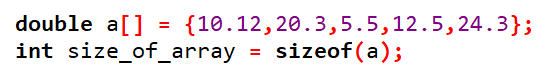 double a[] = {10.12,20.3,5.5,12.5,24.3};
int size_of_array = sizeof(a);